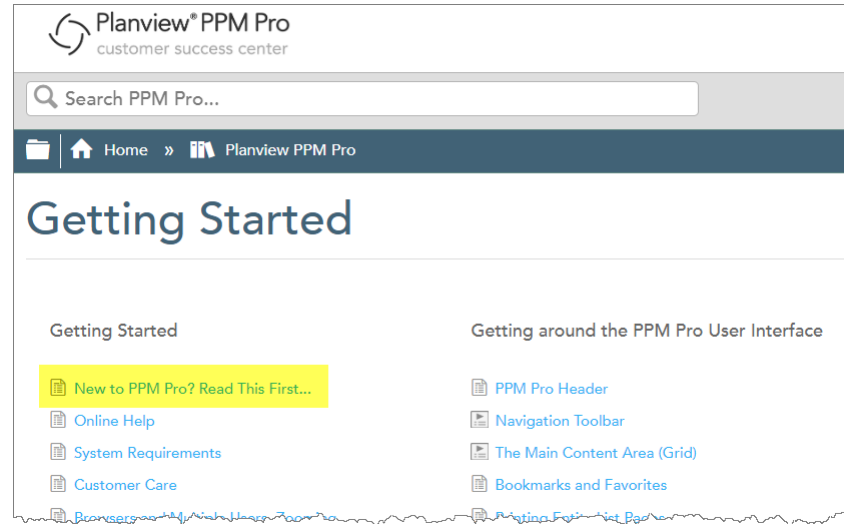 Planview® PPM Pro
customer success center
Search PPM Pro...
Home » Planview PPM Pro
Getting Started
Getting Started
New to PPM Pro? Read This First...
Online Help
System Requirements
Customer Care
Getting around the PPM Pro User Interface
PPM Pro Header
Navigation Toolbar
The Main Content Area (Grid)
Bookmarks and Favorites